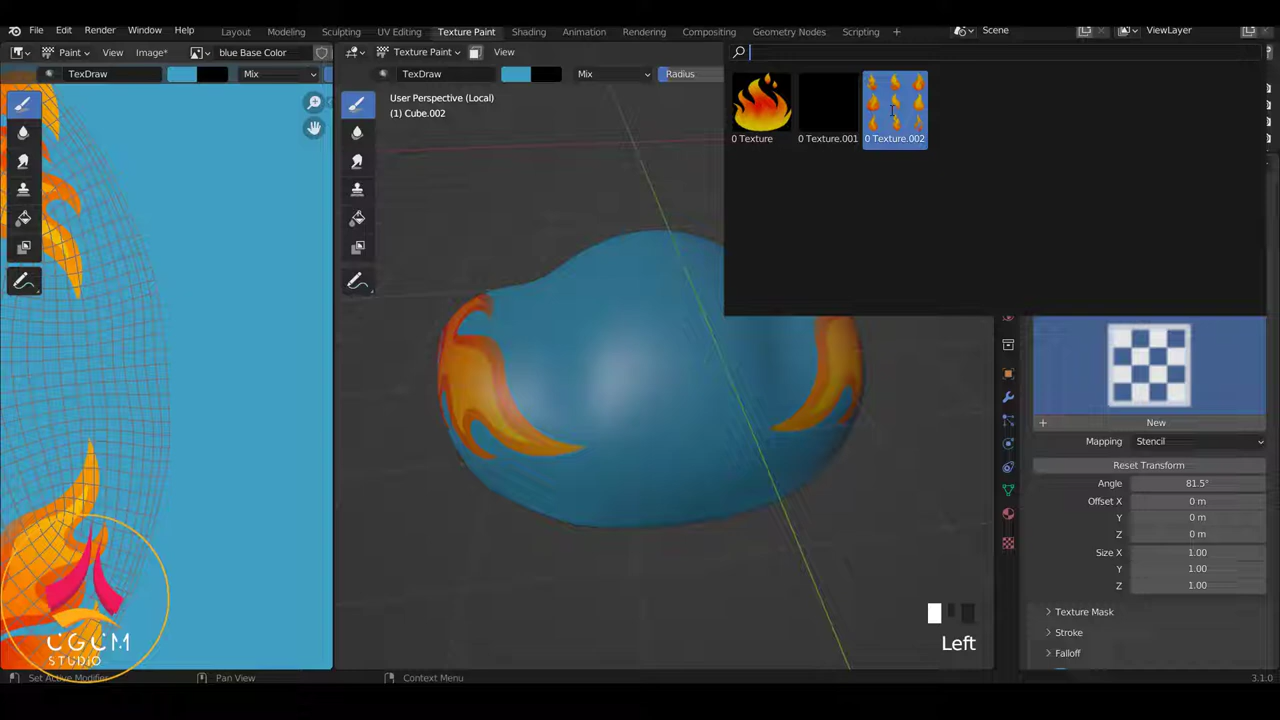 File Edit Render Window Help Layout Modeling Sculpting UV Editing Texture Paint Shading Animation Rendering Compositing Geometry Nodes Scripting + Scene ViewLayer
Paint View Image* blue Base Color Texture Paint View
TexDraw Mix TexDraw Mix Radius
User Perspective (Local)
(1) Cube.002
0 Texture 0 Texture.001 0 Texture.002
+ New
Mapping Stencil
Reset Transform
Angle 81.5°
Offset X 0 m
Y 0 m
Z 0 m
Size X 1.00
Y 1.00
Z 1.00
Texture Mask
Stroke
Falloff
Left
CGCM
STUDIO
Set Active Modifier Pan View Context Menu 3.1.0